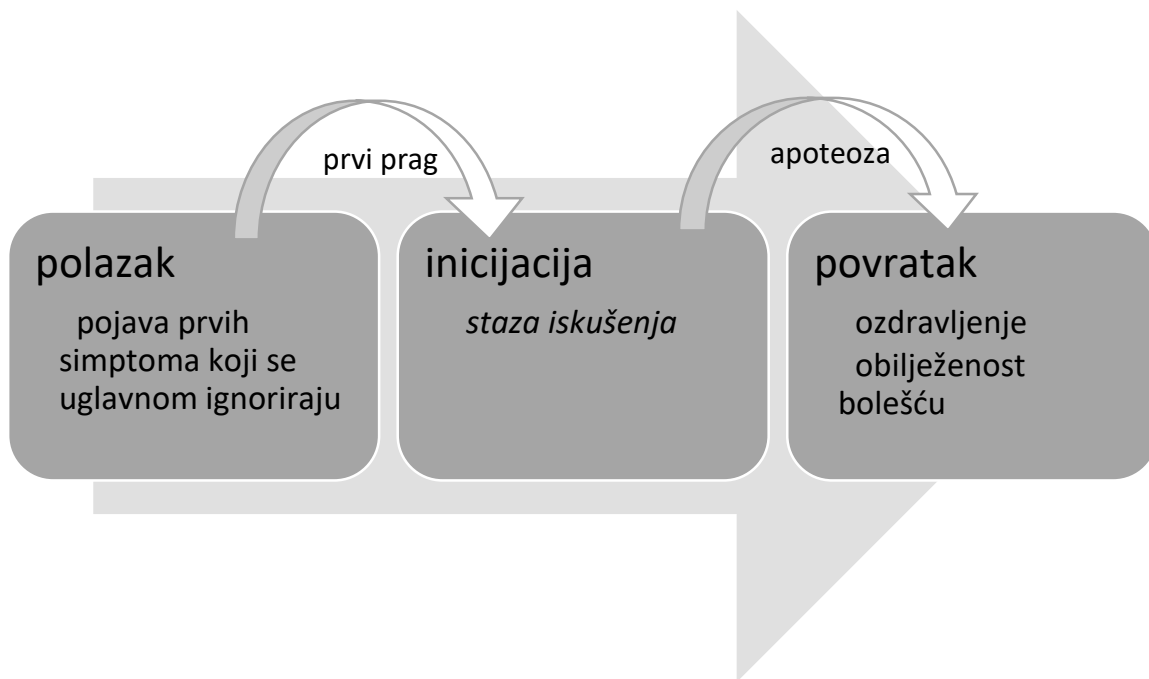 prvi prag
apoteoza
polazak
pojava prvih
simptoma koji se
uglavnom ignoriraju
inicijacija
staza iskušenja
povratak
ozdravljenje
obilježenost
bolešću